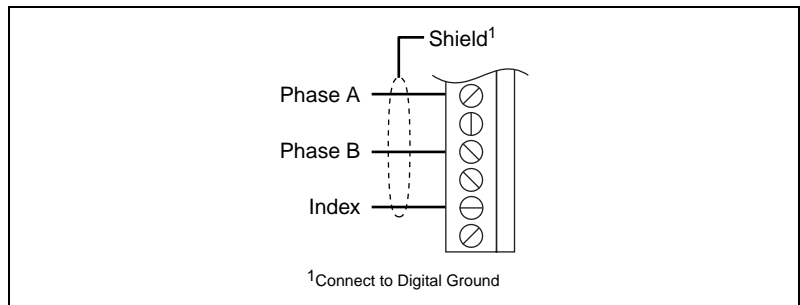 Shield¹
Phase A
Phase B
Index
¹Connect to Digital Ground